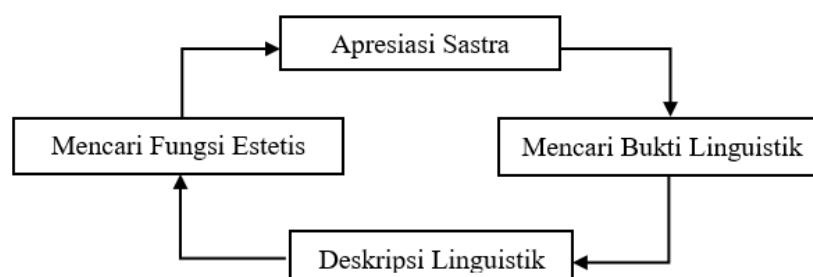 Apresiasi Sastra
Mencari Fungsi Estetis
Mencari Bukti Linguistik
Deskripsi Linguistik